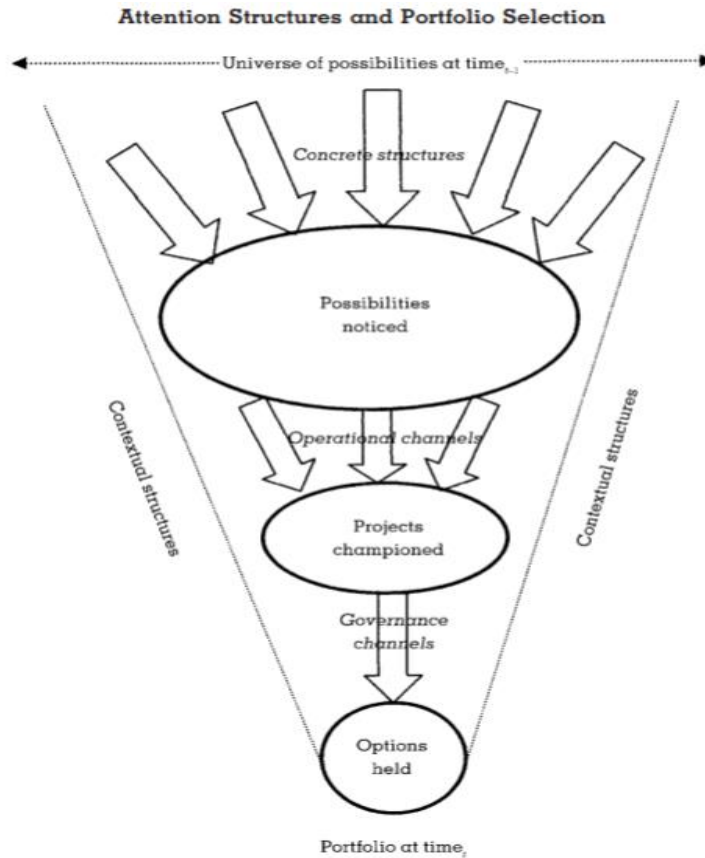 Attention Structures and Portfolio Selection
Universe of possibilities at time
Concrete structures
Possibilities
noticed
Contextual structures
Operational channels
Contextual structures
Projects
championed
Governance
channels
Options
held
Portfolio at time